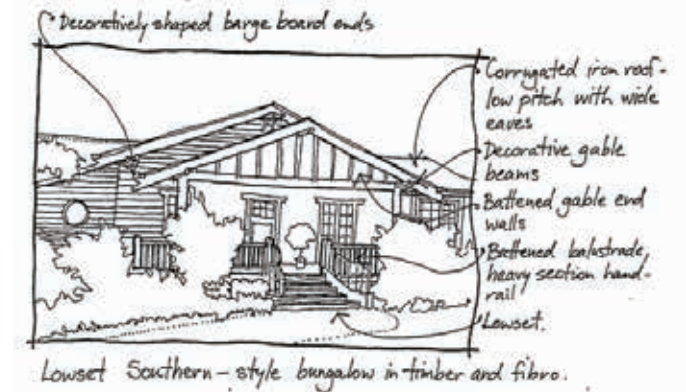 Decoratively shaped barge board ends
Corrugated iron roof-
low pitch with wide
eaves
Decorative gable
beams
Battened gable end
walls
Battened balustrade,
heavy section hand-
rail
Lowset.
Lowset Southern-style bungalow in timber and fibro.